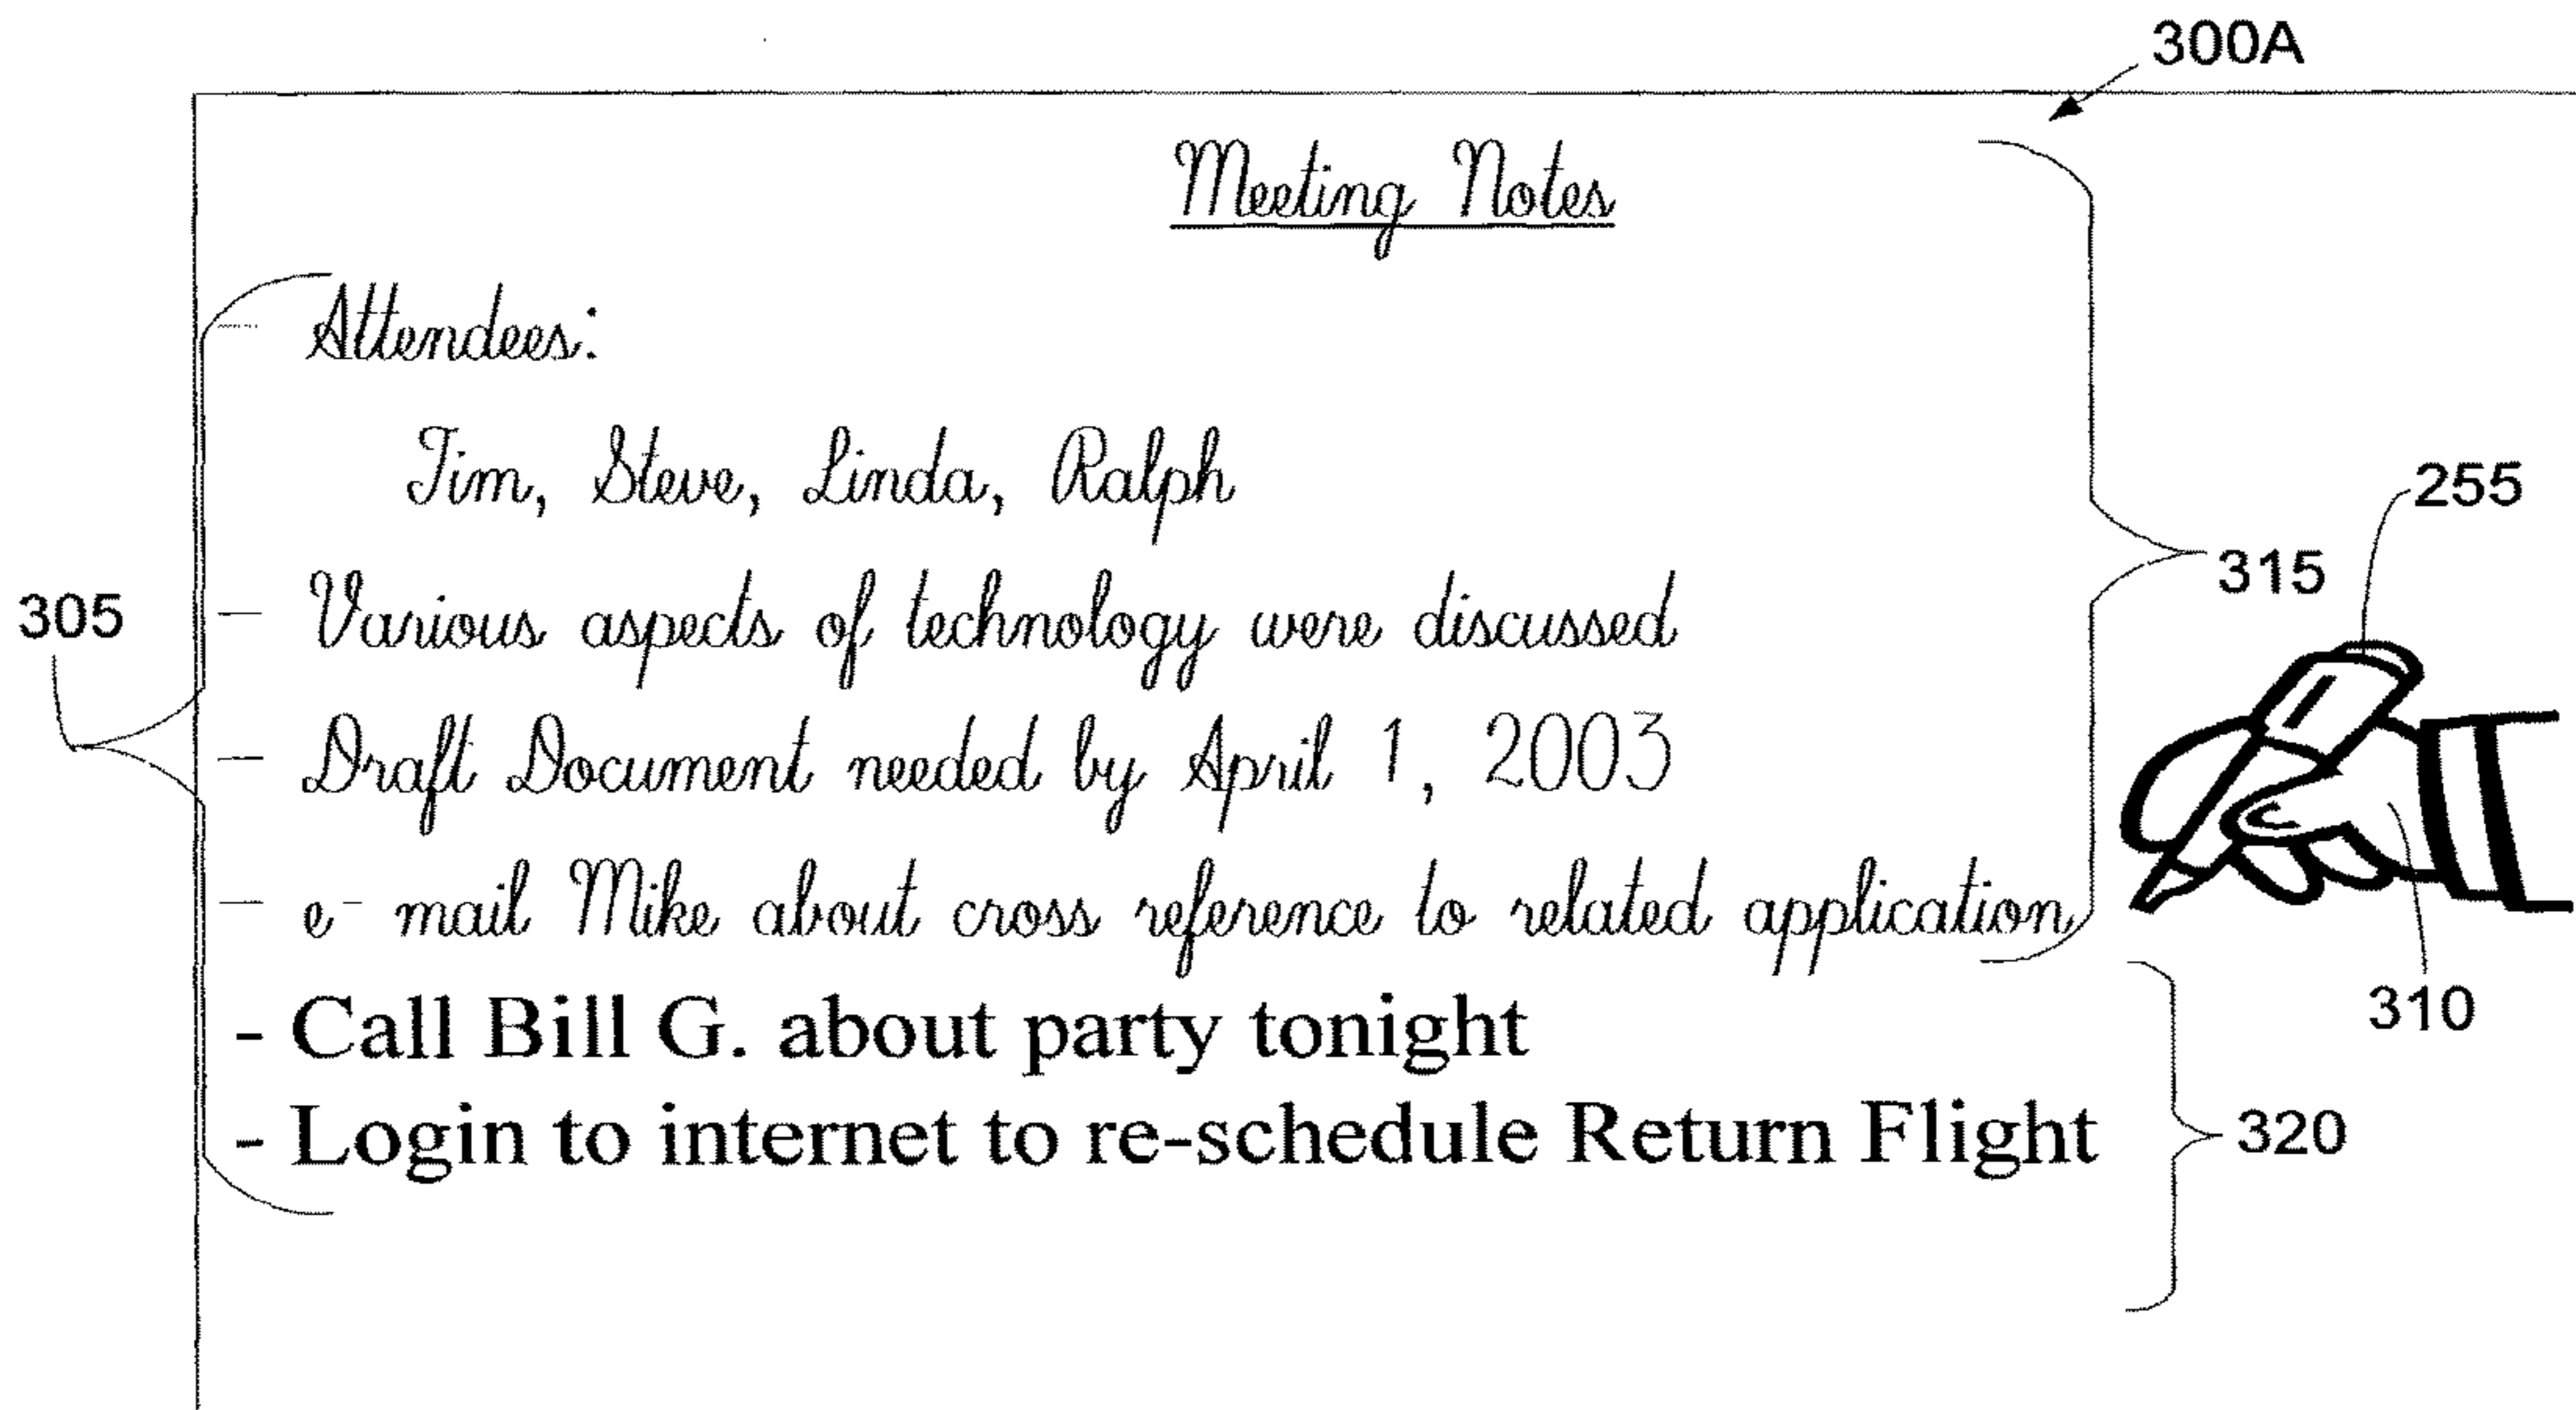 300A
Meeting Notes
- Attendees:
Tim, Steve, Linda, Ralph
255
315
305
- Various aspects of technology were discussed
- Draft Document needed by April 1, 2003
- e-mail Mike about cross reference to related application
310
- Call Bill G. about party tonight
- Login to internet to re-schedule Return Flight
320